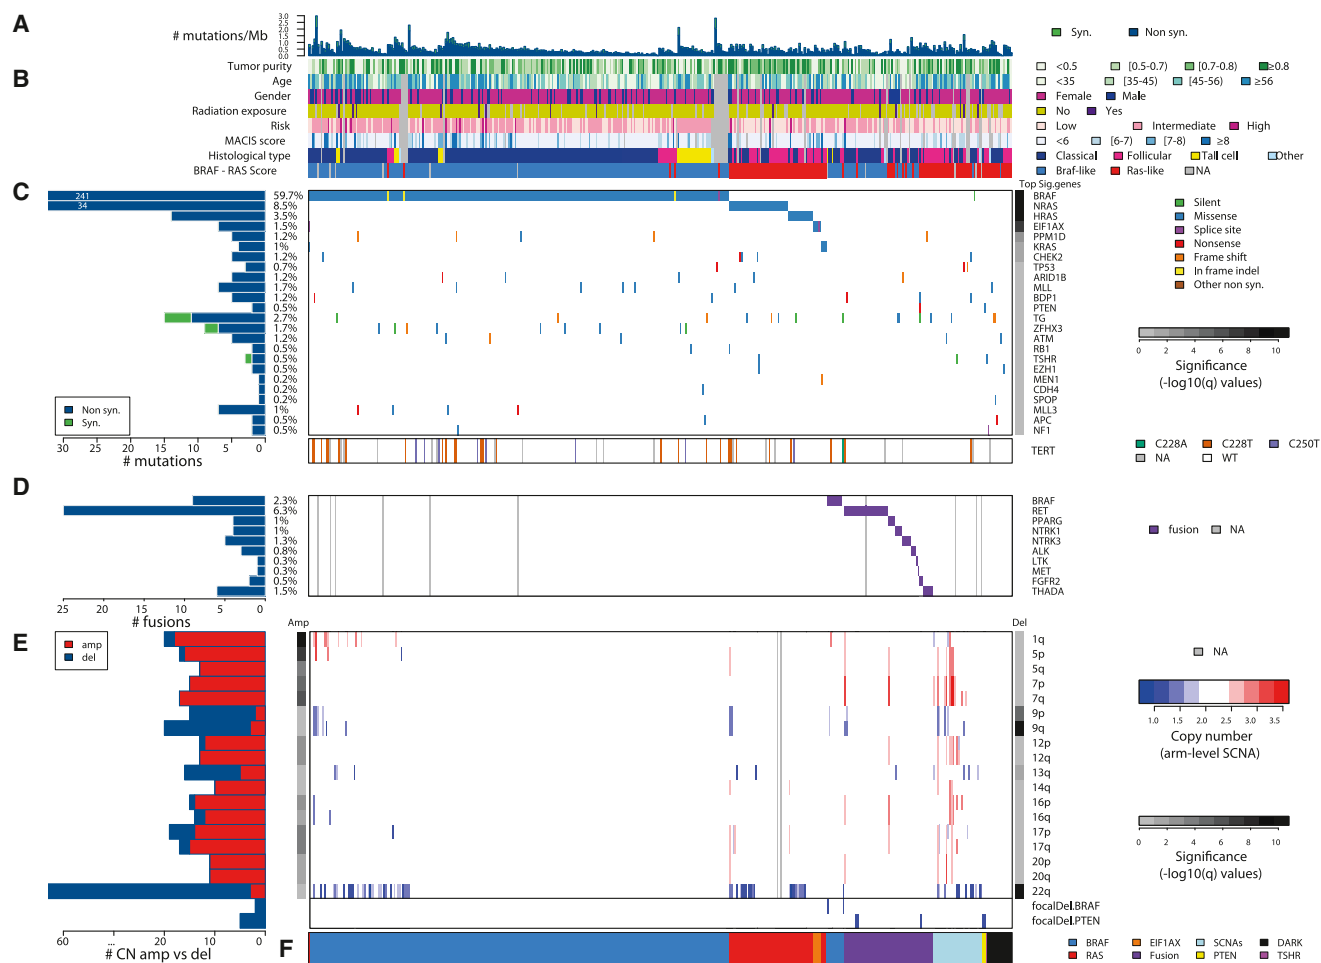 A
# mutations/Mb
3.0
2.5
2.0
1.5
1.0
0.5
0.0
Syn. Non syn.
B
Tumor purity <0.5 [0.5-0.7) [0.7-0.8) ≥0.8
Age <35 [35-45) [45-56) ≥56
Gender Female Male
Radiation exposure No Yes
Risk Low Intermediate High
MACIS score <6 [6-7) [7-8) ≥8
Histological type Classical Follicular Tall cell Other
BRAF - RAS Score Braf-like Ras-like NA
C
Top Sig.genes
241 59.7% BRAF
34 8.5% NRAS
3.5% HRAS
1.5% EIF1AX
1.2% PPM1D
1% KRAS
1.2% CHEK2
0.7% TP53
1.2% ARID1B
1.7% MLL
1.2% BDP1
0.5% PTEN
2.7% TG
1.7% ZFHX3
1.2% ATM
0.5% RB1
0.5% TSHR
0.5% EZH1
0.2% MEN1
0.2% CDH4
0.2% SPOP
1% MLL3
0.5% APC
0.5% NF1
Non syn.
Syn.
30 25 20 15 10 5 0
# mutations
Silent
Missense
Splice site
Nonsense
Frame shift
In frame indel
Other non syn.
0 2 4 6 8 10
Significance
(-log10(q) values)
TERT
C228A C228T C250T
NA WT
D
2.3% BRAF
6.3% RET
1% PPARG
1% NTRK1
1.3% NTRK3
0.8% ALK
0.3% LTK
0.3% MET
0.5% FGFR2
1.5% THADA
25 20 15 10 5 0
# fusions
fusion NA
E
amp
del
Amp Del
1q
5p
5q
7p
7q
9p
9q
12p
12q
13q
14q
16p
16q
17p
17q
20p
20q
22q
focalDel.BRAF
focalDel.PTEN
60 ... 20 0
# CN amp vs del
NA
1.0 1.5 2.0 2.5 3.0 3.5
Copy number
(arm-level SCNA)
0 2 4 6 8 10
Significance
(-log10(q) values)
F
BRAF EIF1AX SCNAs DARK
RAS Fusion PTEN TSHR